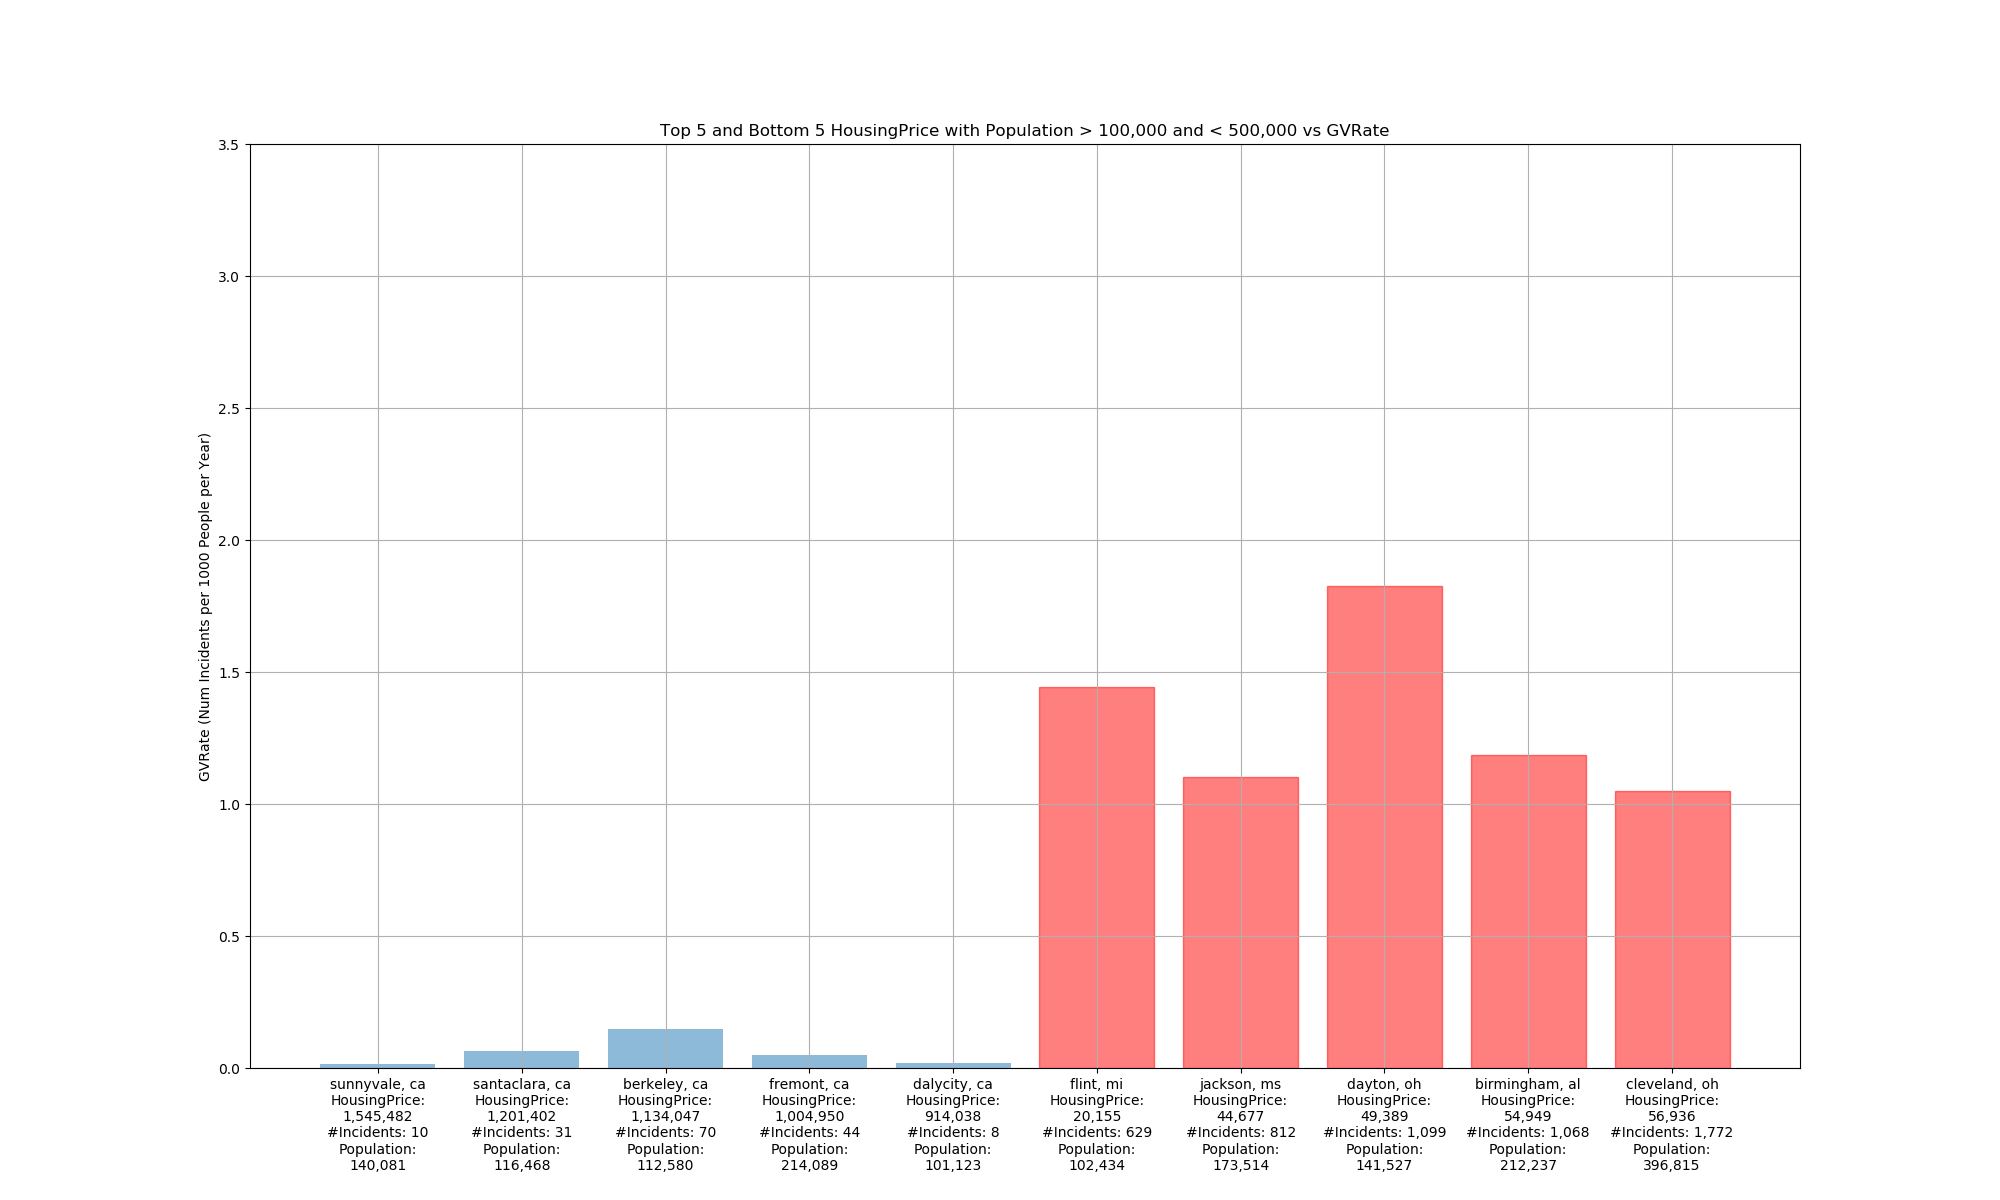 Top 5 and Bottom 5 HousingPrice with Population > 100,000 and < 500,000 vs GVRate
GVRate (Num Incidents per 1000 People per Year)
3.5
3.0
2.5
2.0
1.5
1.0
0.5
0.0
sunnyvale, ca
HousingPrice:
1,545,482
#Incidents: 10
Population:
140,081
santaclara, ca
HousingPrice:
1,201,402
#Incidents: 31
Population:
116,468
berkeley, ca
HousingPrice:
1,134,047
#Incidents: 70
Population:
112,580
fremont, ca
HousingPrice:
1,004,950
#Incidents: 44
Population:
214,089
dalycity, ca
HousingPrice:
914,038
#Incidents: 8
Population:
101,123
flint, mi
HousingPrice:
20,155
#Incidents: 629
Population:
102,434
jackson, ms
HousingPrice:
44,677
#Incidents: 812
Population:
173,514
dayton, oh
HousingPrice:
49,389
#Incidents: 1,099
Population:
141,527
birmingham, al
HousingPrice:
54,949
#Incidents: 1,068
Population:
212,237
cleveland, oh
HousingPrice:
56,936
#Incidents: 1,772
Population:
396,815